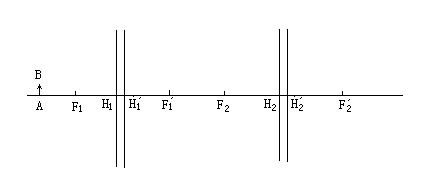 B
A F₁ H₁ H₁′ F₁′ F₂ H₂ H₂′ F₂′